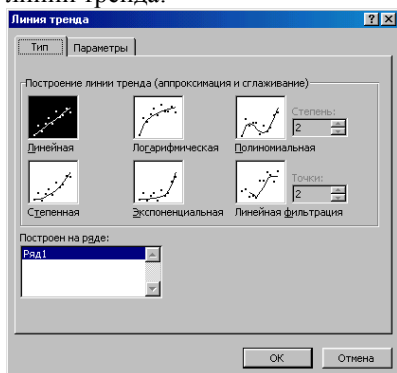 линии тренда.
Линия тренда
Тип Параметры
Построение линии тренда (аппроксимация и сглаживание)
Степень:
2
Линейная Логарифмическая Полиномиальная
Точки:
2
Степенная Экспоненциальная Линейная фильтрация
Построен на ряде:
Ряд1
OK Отмена